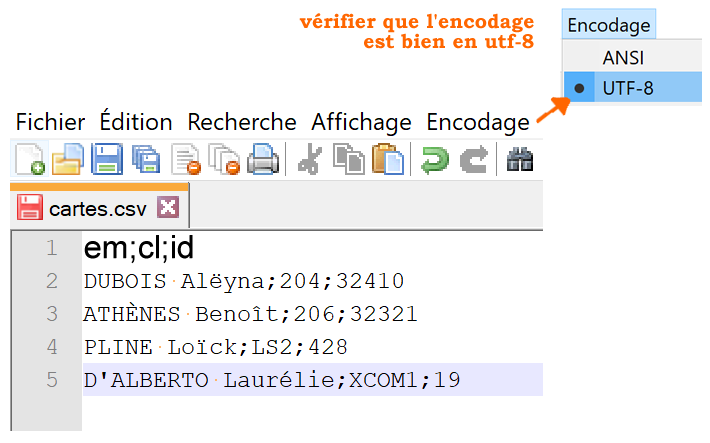 vérifier que l'encodage
est bien en utf-8
Encodage
ANSI
UTF-8
Fichier Édition Recherche Affichage Encodage
cartes.csv
1 em;cl;id
2 DUBOIS Alëyna;204;32410
3 ATHÈNES Benoît;206;32321
4 PLINE Loïck;LS2;428
5 D'ALBERTO Laurélie;XCOM1;19